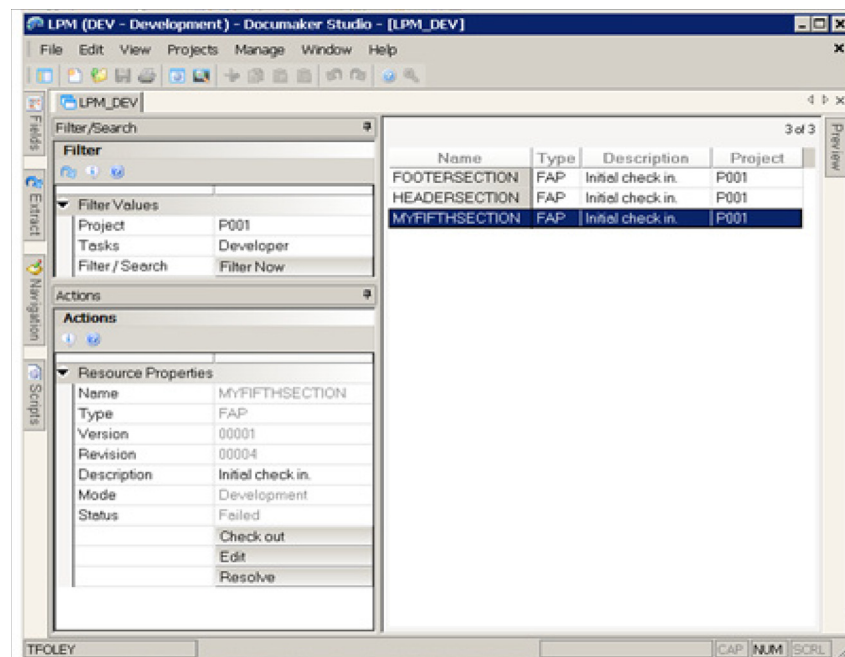 LPM (DEV - Development) - Documaker Studio - [LPM_DEV]
File Edit View Projects Manage Window Help
LPM_DEV
Fields
Extract
Navigation
Scripts
Filter/Search
Filter
Filter Values
Project P001
Tasks Developer
Filter / Search Filter Now
Actions
Actions
Resource Properties
Name MYFIFTHSECTION
Type FAP
Version 00001
Revision 00004
Description Initial check in.
Mode Development
Status Failed
Check out
Edit
Resolve
3 of 3
Name Type Description Project
FOOTERSECTION FAP Initial check in. P001
HEADERSECTION FAP Initial check in. P001
MYFIFTHSECTION FAP Initial check in. P001
Preview
TFOLEY CAP NUM SCRL